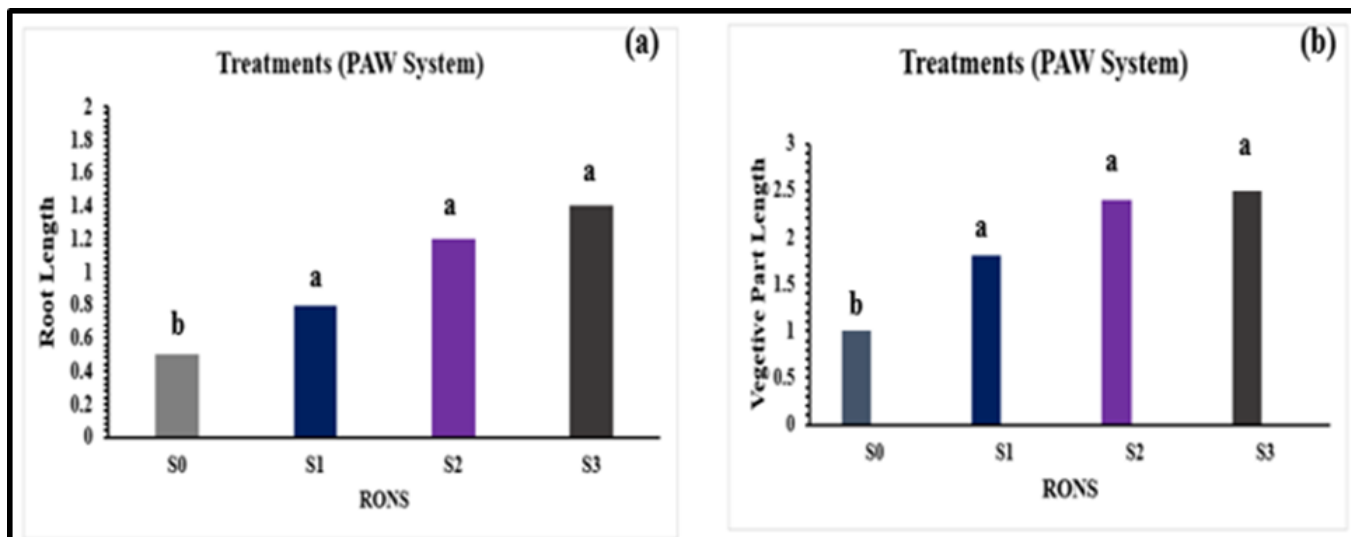 (a)
Treatments (PAW System)
Root Length
2
1.8
1.6
1.4
1.2
1
0.8
0.6
0.4
0.2
0
b
a
a
a
S0 S1 S2 S3
RONS
(b)
Treatments (PAW System)
Vegetive Part Length
3
2.5
2
1.5
1
0.5
0
b
a
a
a
S0 S1 S2 S3
RONS